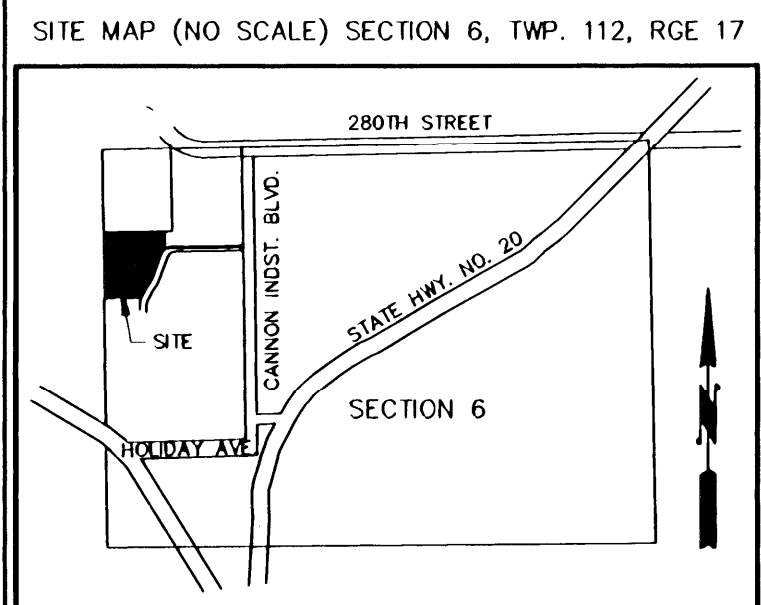 SITE MAP (NO SCALE) SECTION 6, TWP. 112, RGE 17
280TH STREET
CANNON INDST. BLVD.
STATE HWY. NO. 20
SITE
SECTION 6
HOLIDAY AVE
N